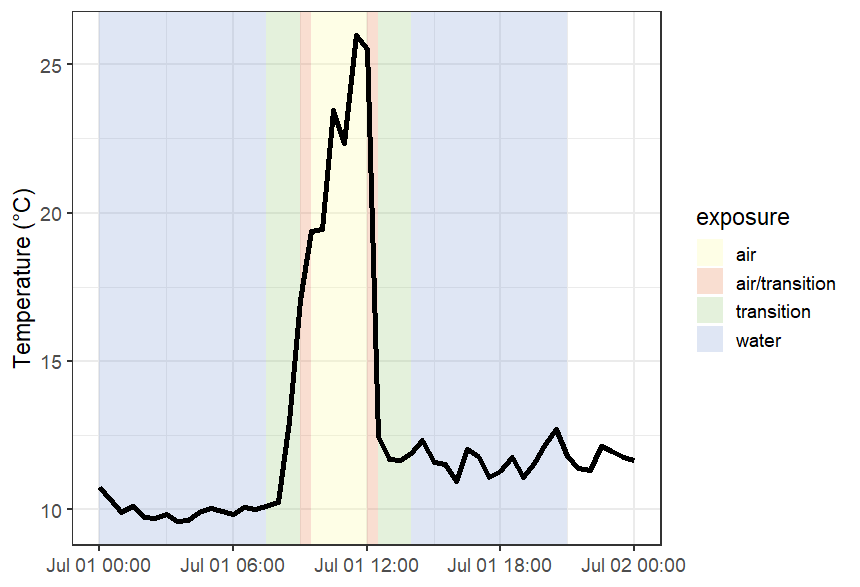 Temperature (°C)
25
20
15
10
Jul 01 00:00 Jul 01 06:00 Jul 01 12:00 Jul 01 18:00 Jul 02 00:00
exposure
air
air/transition
transition
water